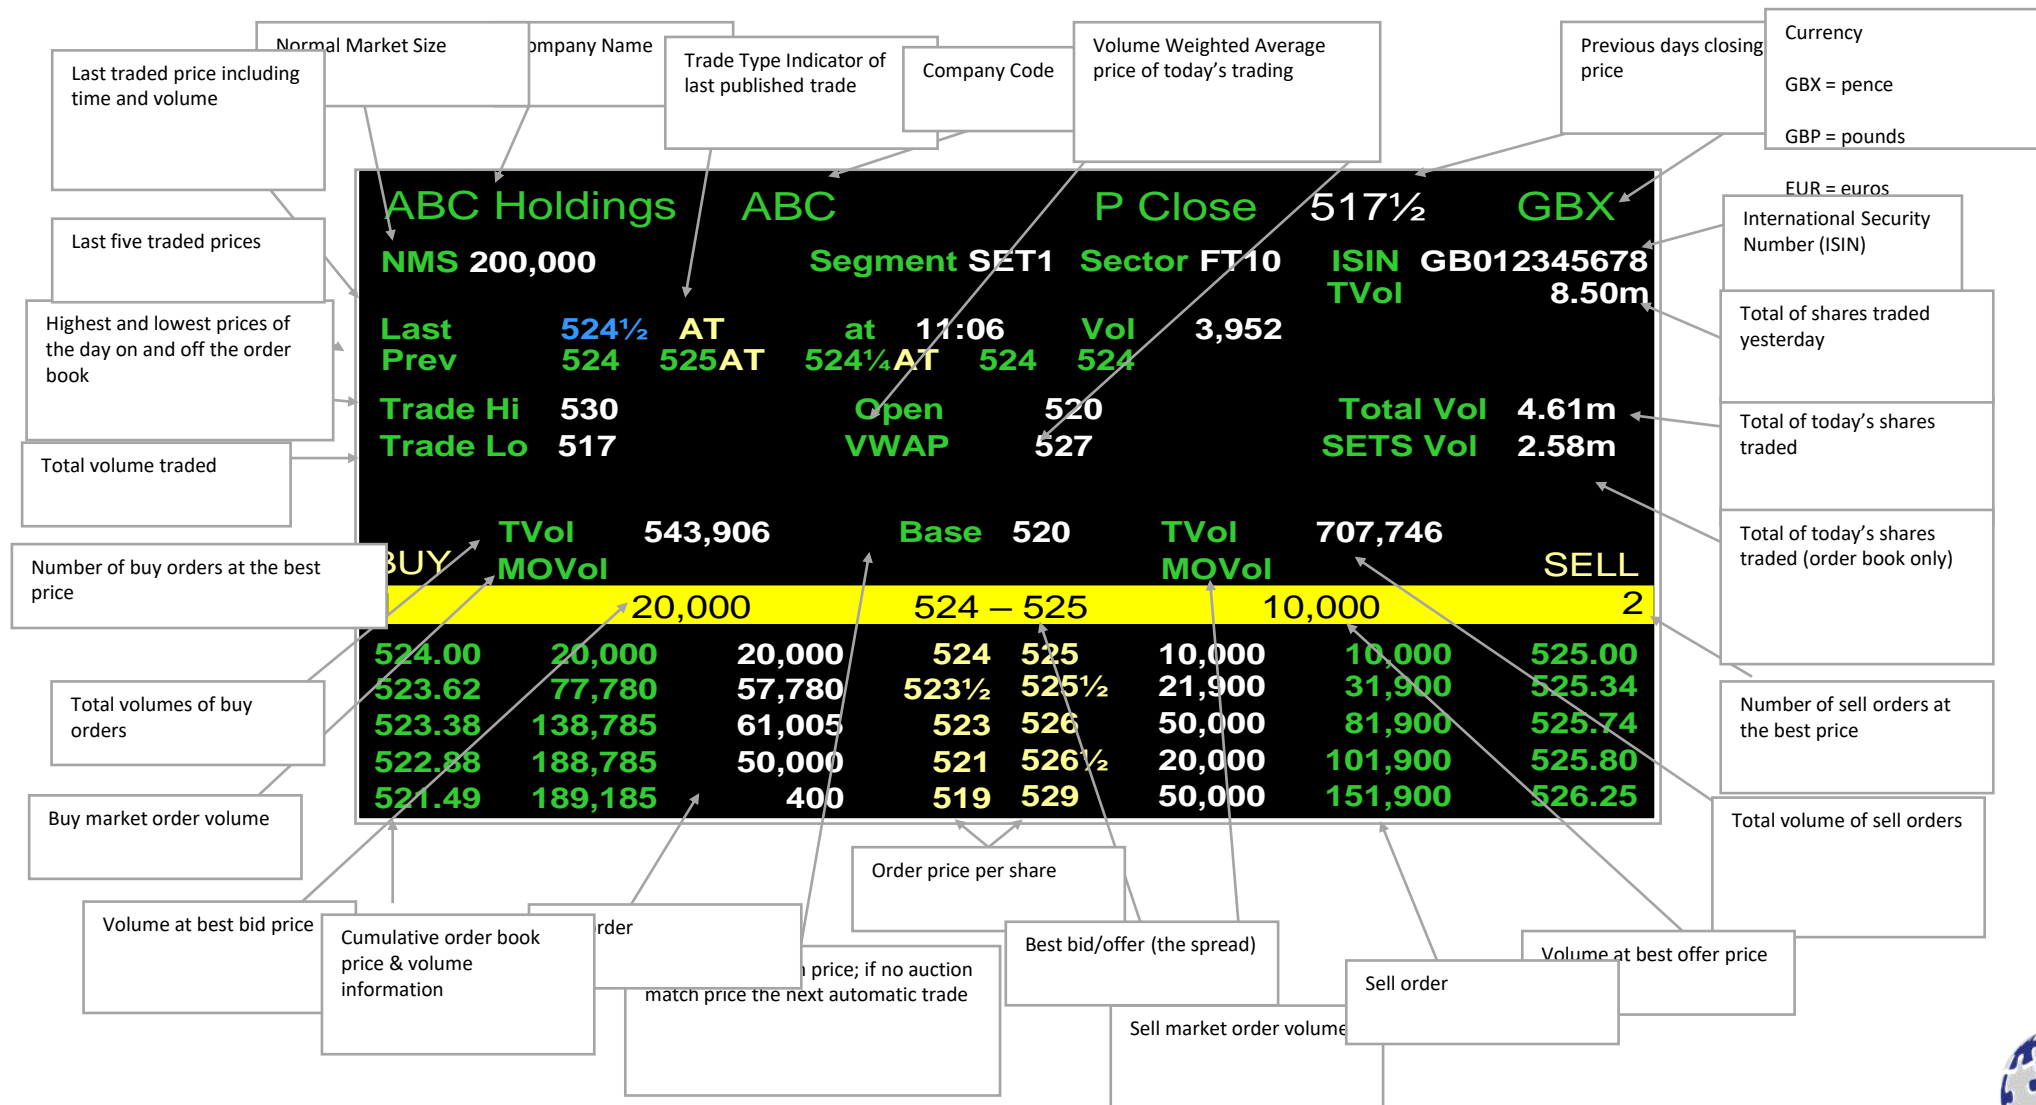 Normal Market Size
ompany Name
Trade Type Indicator of
last published trade
Company Code
Volume Weighted Average
price of today’s trading
Previous days closing
price
Currency
GBX = pence
GBP = pounds
EUR = euros
Last traded price including
time and volume
Last five traded prices
Highest and lowest prices of
the day on and off the order
book
Total volume traded
Number of buy orders at the best
price
Total volumes of buy
orders
Buy market order volume
Volume at best bid price
ABC Holdings ABC P Close 517½ GBX
NMS 200,000 Segment SET1 Sector FT10 ISIN GB012345678
TVol 8.50m
Last 524½ AT at 11:06 Vol 3,952
Prev 524 525AT 524¼AT 524 524
Trade Hi 530 Open 520 Total Vol 4.61m
Trade Lo 517 VWAP 527 SETS Vol 2.58m
TVol 543,906 Base 520 TVol 707,746
BUY MOVol MOVol SELL
20,000 524 – 525 10,000 2
524.00 20,000 20,000 524 525 10,000 10,000 525.00
523.62 77,780 57,780 523½ 525½ 21,900 31,900 525.34
523.38 138,785 61,005 523 526 50,000 81,900 525.74
522.88 188,785 50,000 521 526½ 20,000 101,900 525.80
521.49 189,185 400 519 529 50,000 151,900 526.25
International Security
Number (ISIN)
Total of shares traded
yesterday
Total of today’s shares
traded
Total of today’s shares
traded (order book only)
Number of sell orders at
the best price
Total volume of sell orders
Cumulative order book
price & volume
information
rder
price; if no auction
match price the next automatic trade
Order price per share
Best bid/offer (the spread)
Sell market order volume
Sell order
Volume at best offer price